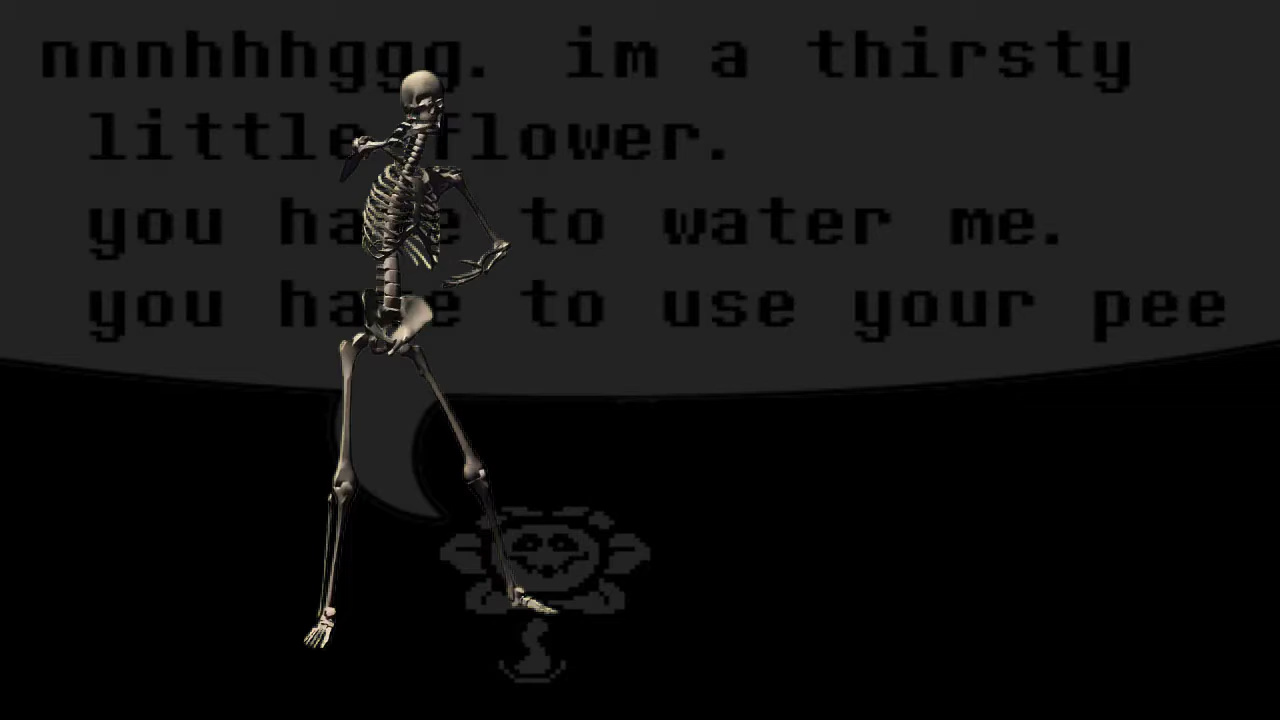 nnnhhhggg. im a thirsty
little flower.
you have to water me.
you have to use your pee